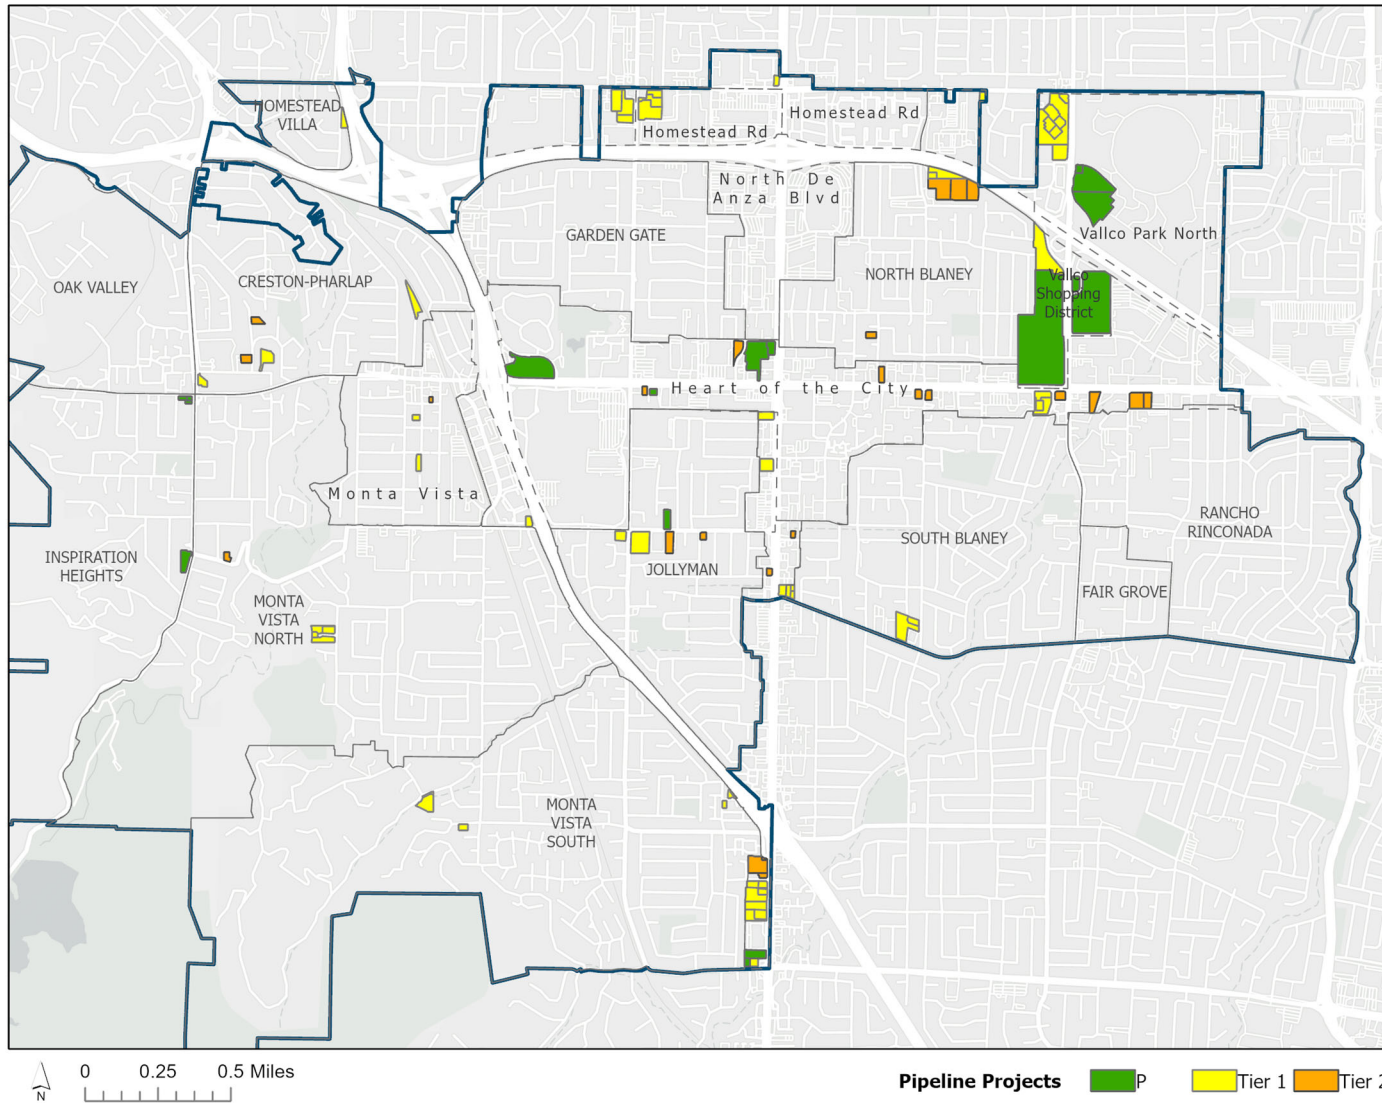 HOMESTEAD
VILLA
Homestead Rd
Homestead Rd
North De
Anza Blvd
GARDEN GATE
Vallco Park North
OAK VALLEY
CRESTON-PHARLAP
NORTH BLANEY
Vallco
Shopping
District
Heart of the City
Monta Vista
INSPIRATION
HEIGHTS
JOLLYMAN
SOUTH BLANEY
RANCHO
RINCONADA
FAIR GROVE
MONTA
VISTA
NORTH
MONTA
VISTA
SOUTH
N
0 0.25 0.5 Miles
Pipeline Projects P Tier 1 Tier 2